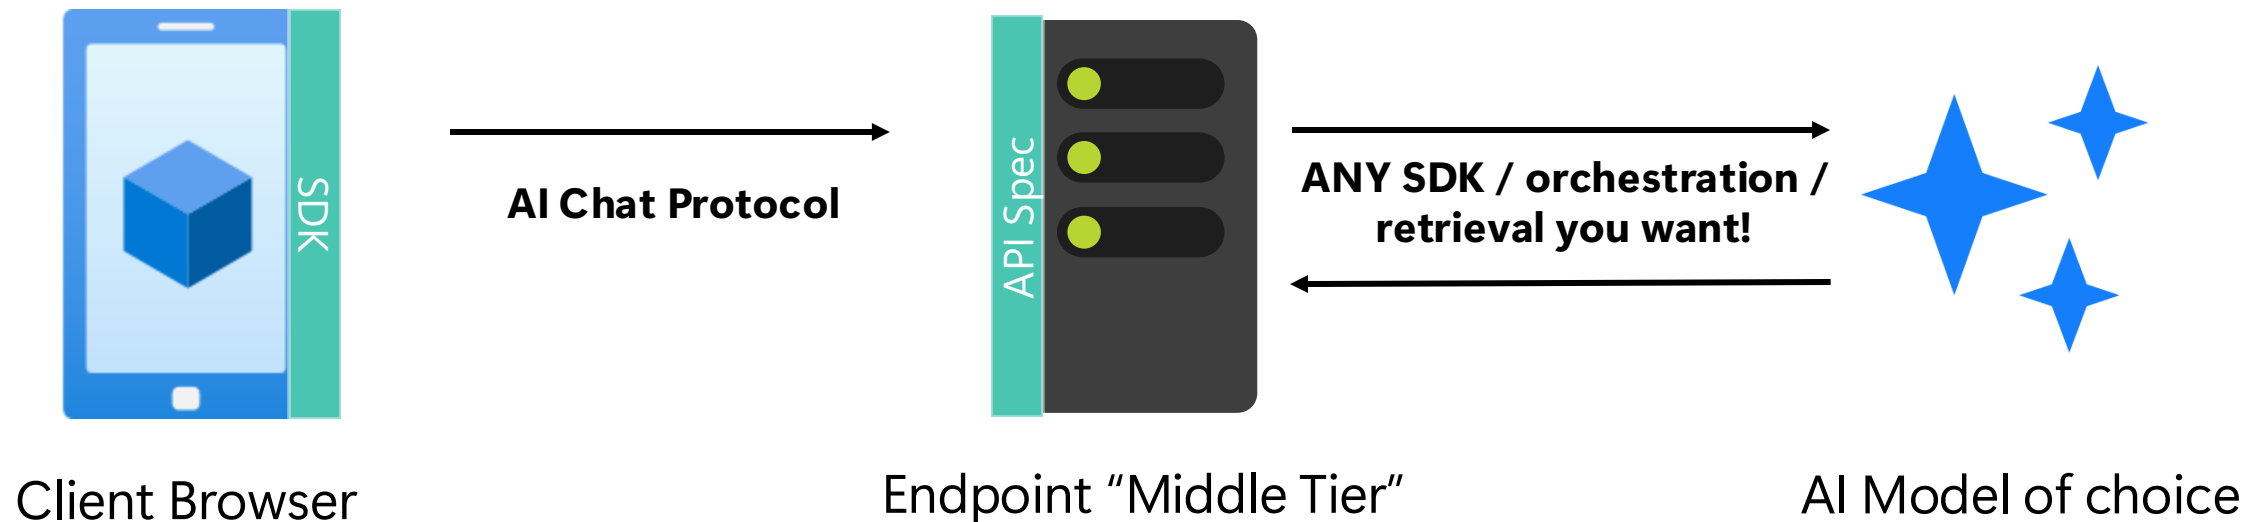 SDK
AI Chat Protocol
API Spec
ANY SDK / orchestration /
retrieval you want!
Client Browser
Endpoint “Middle Tier”
AI Model of choice